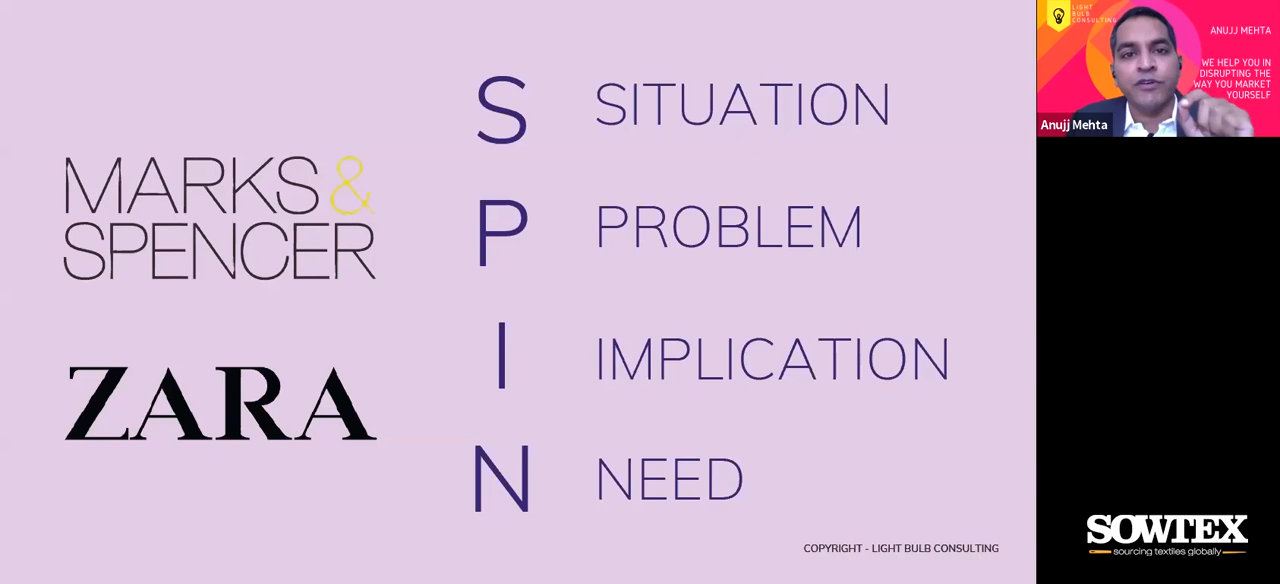 MARKS &
SPENCER
ZARA
S SITUATION
P PROBLEM
I IMPLICATION
N NEED
COPYRIGHT - LIGHT BULB CONSULTING
LIGHT
BULB
CONSULTING
ANUJJ MEHTA
WE HELP YOU IN
DISRUPTING THE
WAY YOU MARKET
YOURSELF
Anujj Mehta
SOWTEX
sourcing textiles globally